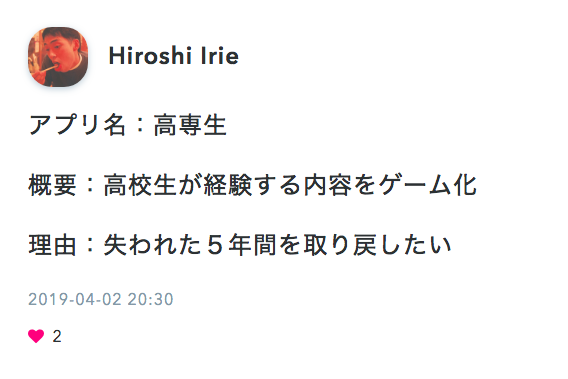 Hiroshi Irie
アプリ名：高専生
概要：高校生が経験する内容をゲーム化
理由：失われた５年間を取り戻したい
2019-04-02 20:30
2